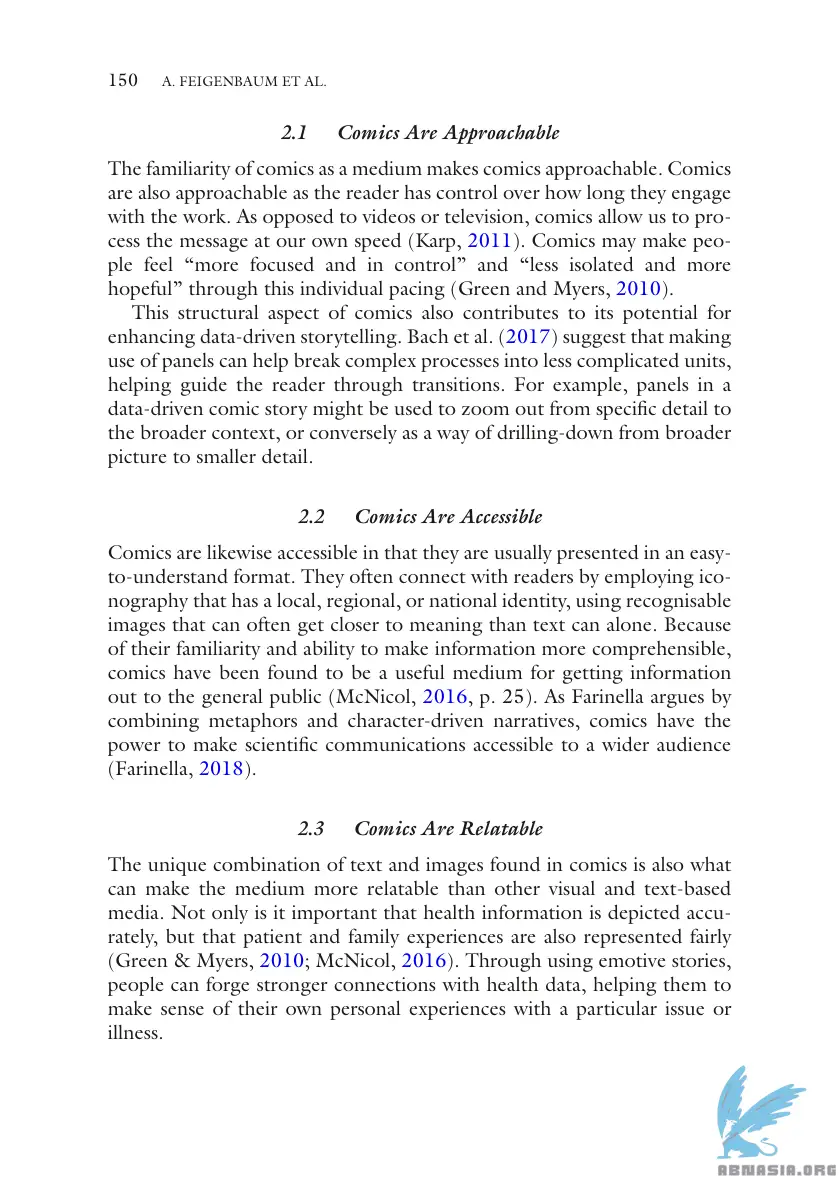 150 A. FEIGENBAUM ET AL.
2.1 Comics Are Approachable
The familiarity of comics as a medium makes comics approachable. Comics
are also approachable as the reader has control over how long they engage
with the work. As opposed to videos or television, comics allow us to pro-
cess the message at our own speed (Karp, 2011). Comics may make peo-
ple feel “more focused and in control” and “less isolated and more
hopeful” through this individual pacing (Green and Myers, 2010).
This structural aspect of comics also contributes to its potential for
enhancing data-driven storytelling. Bach et al. (2017) suggest that making
use of panels can help break complex processes into less complicated units,
helping guide the reader through transitions. For example, panels in a
data-driven comic story might be used to zoom out from specific detail to
the broader context, or conversely as a way of drilling-down from broader
picture to smaller detail.
2.2 Comics Are Accessible
Comics are likewise accessible in that they are usually presented in an easy-
to-understand format. They often connect with readers by employing ico-
nography that has a local, regional, or national identity, using recognisable
images that can often get closer to meaning than text can alone. Because
of their familiarity and ability to make information more comprehensible,
comics have been found to be a useful medium for getting information
out to the general public (McNicol, 2016, p. 25). As Farinella argues by
combining metaphors and character-driven narratives, comics have the
power to make scientific communications accessible to a wider audience
(Farinella, 2018).
2.3 Comics Are Relatable
The unique combination of text and images found in comics is also what
can make the medium more relatable than other visual and text-based
media. Not only is it important that health information is depicted accu-
rately, but that patient and family experiences are also represented fairly
(Green & Myers, 2010; McNicol, 2016). Through using emotive stories,
people can forge stronger connections with health data, helping them to
make sense of their own personal experiences with a particular issue or
illness.
ABNASIA.ORG